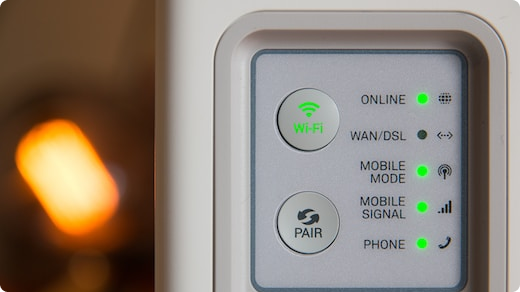 Wi-Fi
ONLINE
WAN/DSL
MOBILE
MODE
MOBILE
SIGNAL
PAIR
PHONE